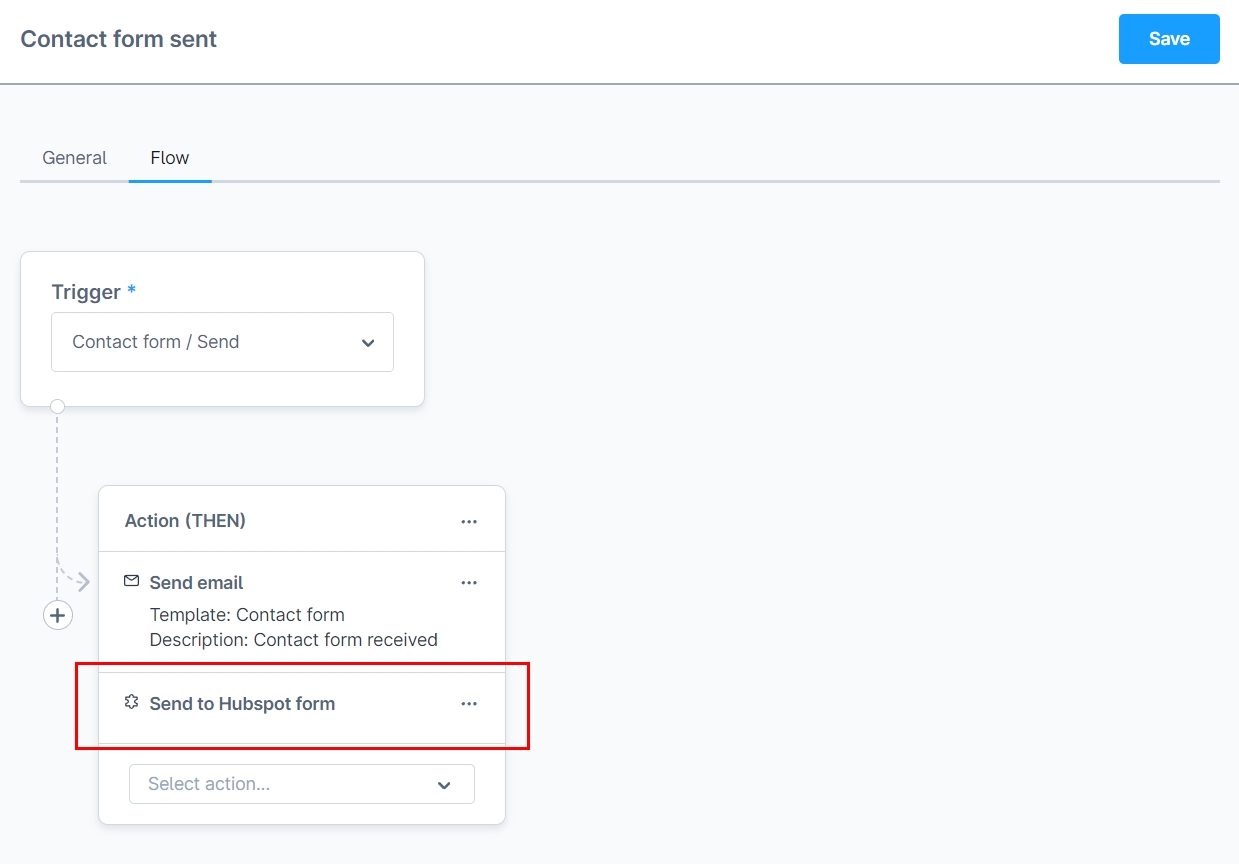 Contact form sent
Save
General
Flow
Trigger *
Contact form / Send
Action (THEN)
Send email
Template: Contact form
Description: Contact form received
Send to Hubspot form
Select action...